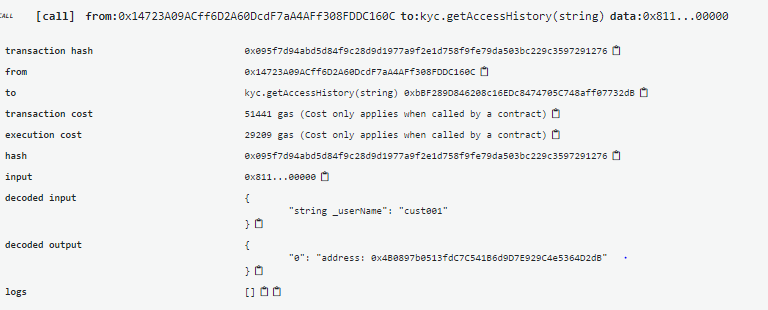 CALL [call] from:0x14723A09ACff6D2A60DcdF7aA4AFf308FDDC160C to:kyc.getAccessHistory(string) data:0x811...00000
transaction hash 0x095f7d94abd5d84f9c28d9d1977a9f2e1d758f9fe79da503bc229c3597291276
from 0x14723A09ACff6D2A60DcdF7aA4AFf308FDDC160C
to kyc.getAccessHistory(string) 0xbBF289D846208c16EDc8474705C748aff07732dB
transaction cost 51441 gas (Cost only applies when called by a contract)
execution cost 29209 gas (Cost only applies when called by a contract)
hash 0x095f7d94abd5d84f9c28d9d1977a9f2e1d758f9fe79da503bc229c3597291276
input 0x811...00000
decoded input {
"string _userName": "cust001"
}
decoded output {
"0": "address: 0x4B0897b0513fdC7C541B6d9D7E929C4e5364D2dB"
}
logs []